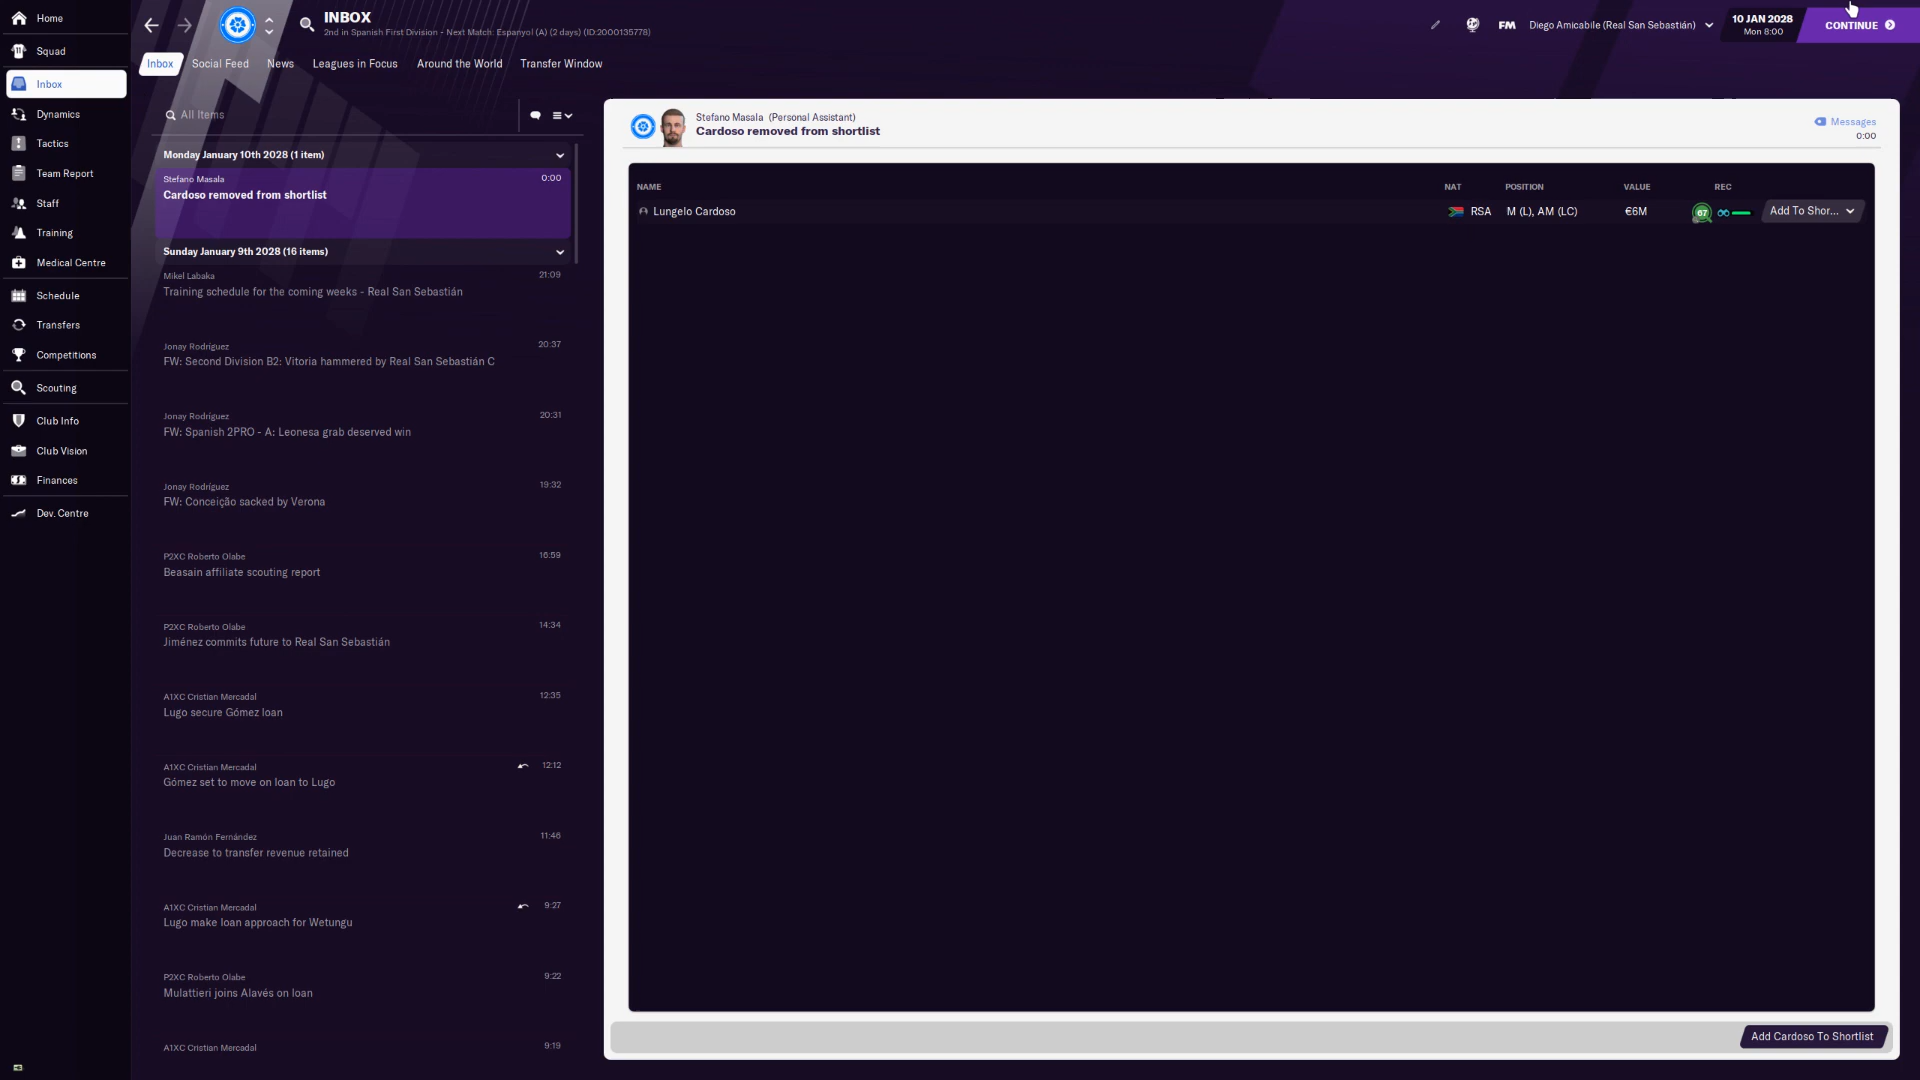 Home
Squad
Inbox
Dynamics
Tactics
Team Report
Staff
Training
Medical Centre
Schedule
Transfers
Competitions
Scouting
Club Info
Club Vision
Finances
Dev. Centre
INBOX
2nd in Spanish First Division - Next Match: Espanyol (A) (2 days) (ID:2000135778)
FM
Diego Amicabile (Real San Sebastián)
10 JAN 2028
Mon 8:00
CONTINUE
Inbox
Social Feed
News
Leagues in Focus
Around the World
Transfer Window
All Items
Monday January 10th 2028 (1 item)
Stefano Masala 0:00
Cardoso removed from shortlist
Sunday January 9th 2028 (16 items)
Mikel Labaka 21:09
Training schedule for the coming weeks - Real San Sebastián
Jonay Rodríguez 20:37
FW: Second Division B2: Vitoria hammered by Real San Sebastián C
Jonay Rodríguez 20:31
FW: Spanish 2PRO - A: Leonesa grab deserved win
Jonay Rodríguez 19:32
FW: Conceição sacked by Verona
P2XC Roberto Olabe 16:59
Beasain affiliate scouting report
P2XC Roberto Olabe 14:34
Jiménez commits future to Real San Sebastián
A1XC Cristian Mercadal 12:35
Lugo secure Gómez loan
A1XC Cristian Mercadal 12:12
Gómez set to move on loan to Lugo
Juan Ramón Fernández 11:46
Decrease to transfer revenue retained
A1XC Cristian Mercadal 9:27
Lugo make loan approach for Wetungu
P2XC Roberto Olabe 9:22
Mulattieri joins Alavés on loan
A1XC Cristian Mercadal 9:19
Stefano Masala (Personal Assistant)
Cardoso removed from shortlist
Messages
0:00
NAME NAT POSITION VALUE REC
Lungelo Cardoso RSA M (L), AM (LC) €6M 67 Add To Shor...
Add Cardoso To Shortlist